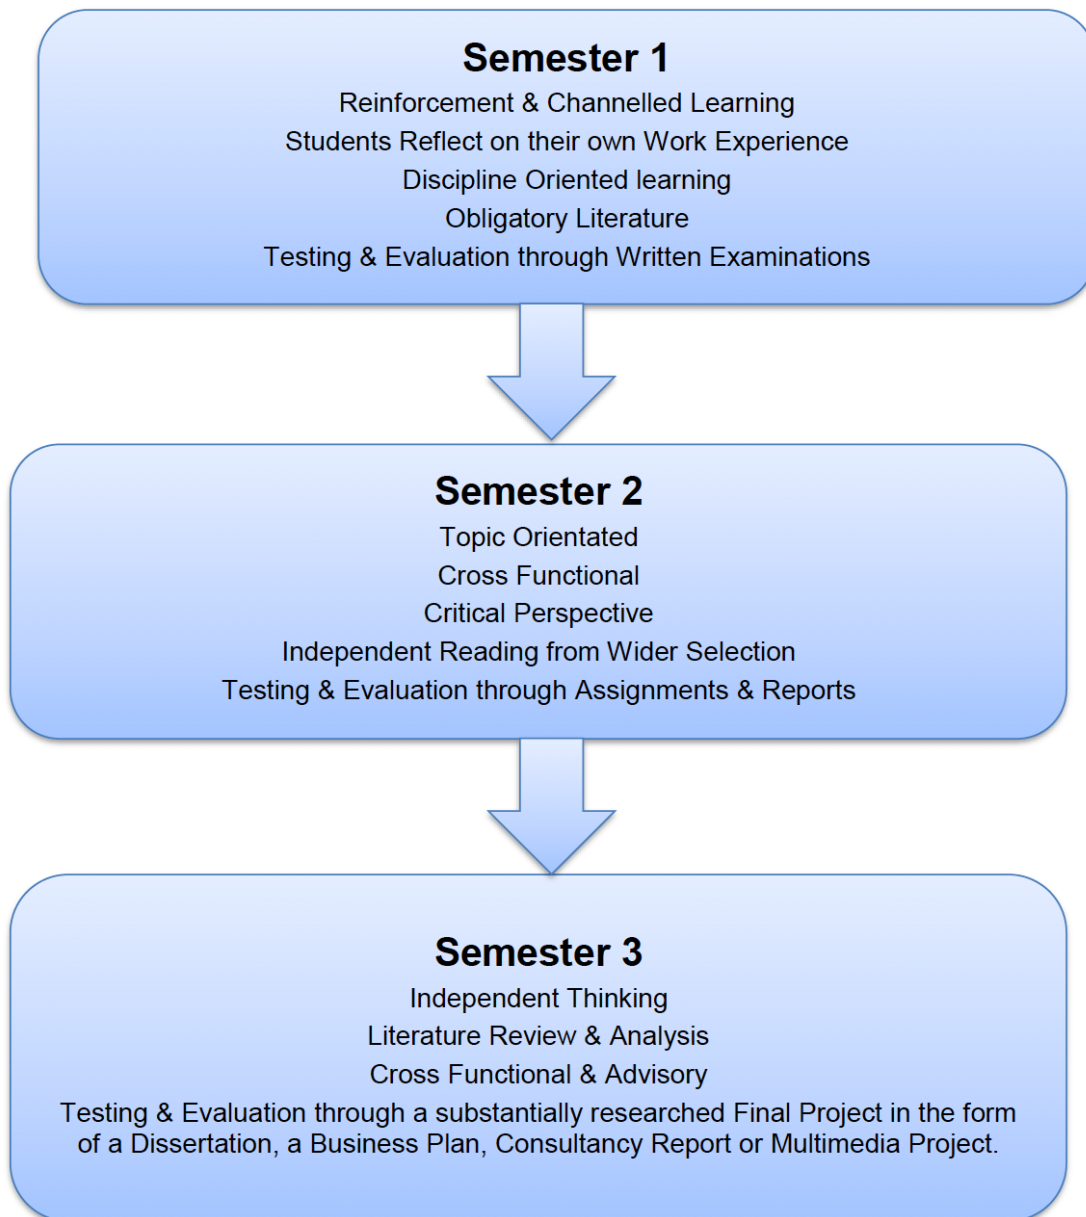 Semester 1
Reinforcement & Channelled Learning
Students Reflect on their own Work Experience
Discipline Oriented learning
Obligatory Literature
Testing & Evaluation through Written Examinations
Semester 2
Topic Orientated
Cross Functional
Critical Perspective
Independent Reading from Wider Selection
Testing & Evaluation through Assignments & Reports
Semester 3
Independent Thinking
Literature Review & Analysis
Cross Functional & Advisory
Testing & Evaluation through a substantially researched Final Project in the form
of a Dissertation, a Business Plan, Consultancy Report or Multimedia Project.